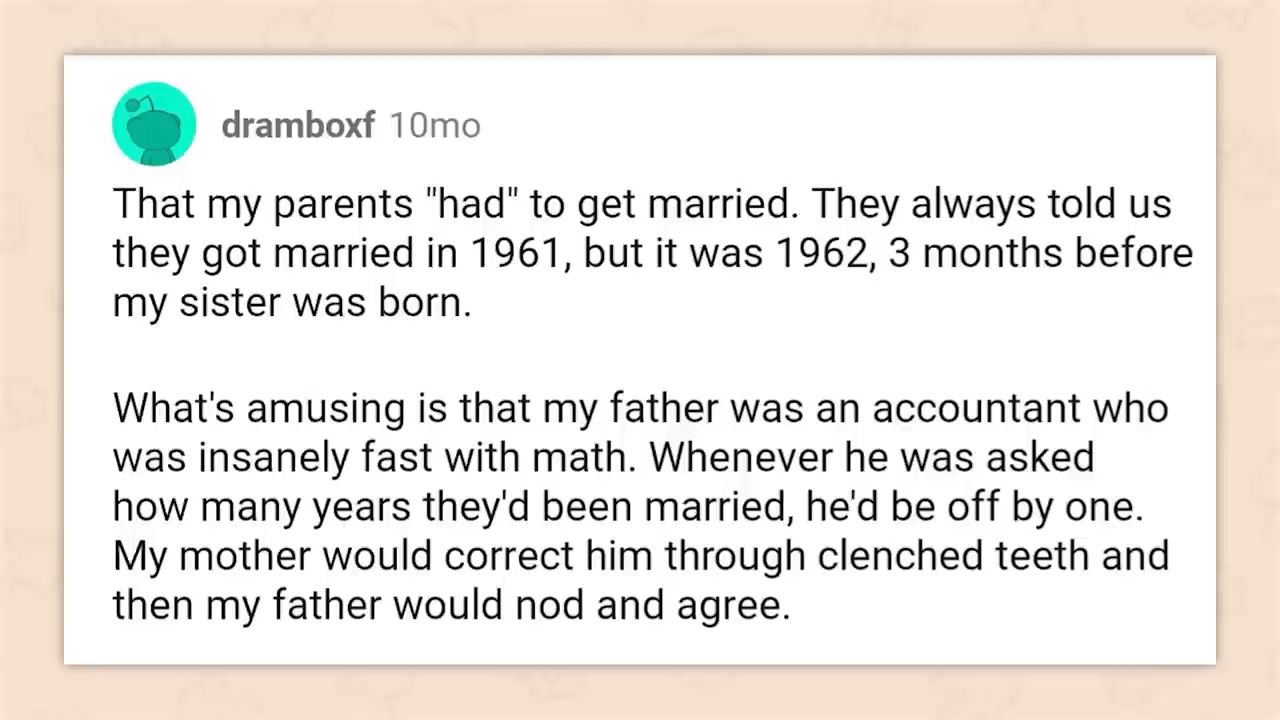 dramboxf 10mo
That my parents "had" to get married. They always told us
they got married in 1961, but it was 1962, 3 months before
my sister was born.
What's amusing is that my father was an accountant who
was insanely fast with math. Whenever he was asked
how many years they'd been married, he'd be off by one.
My mother would correct him through clenched teeth and
then my father would nod and agree.